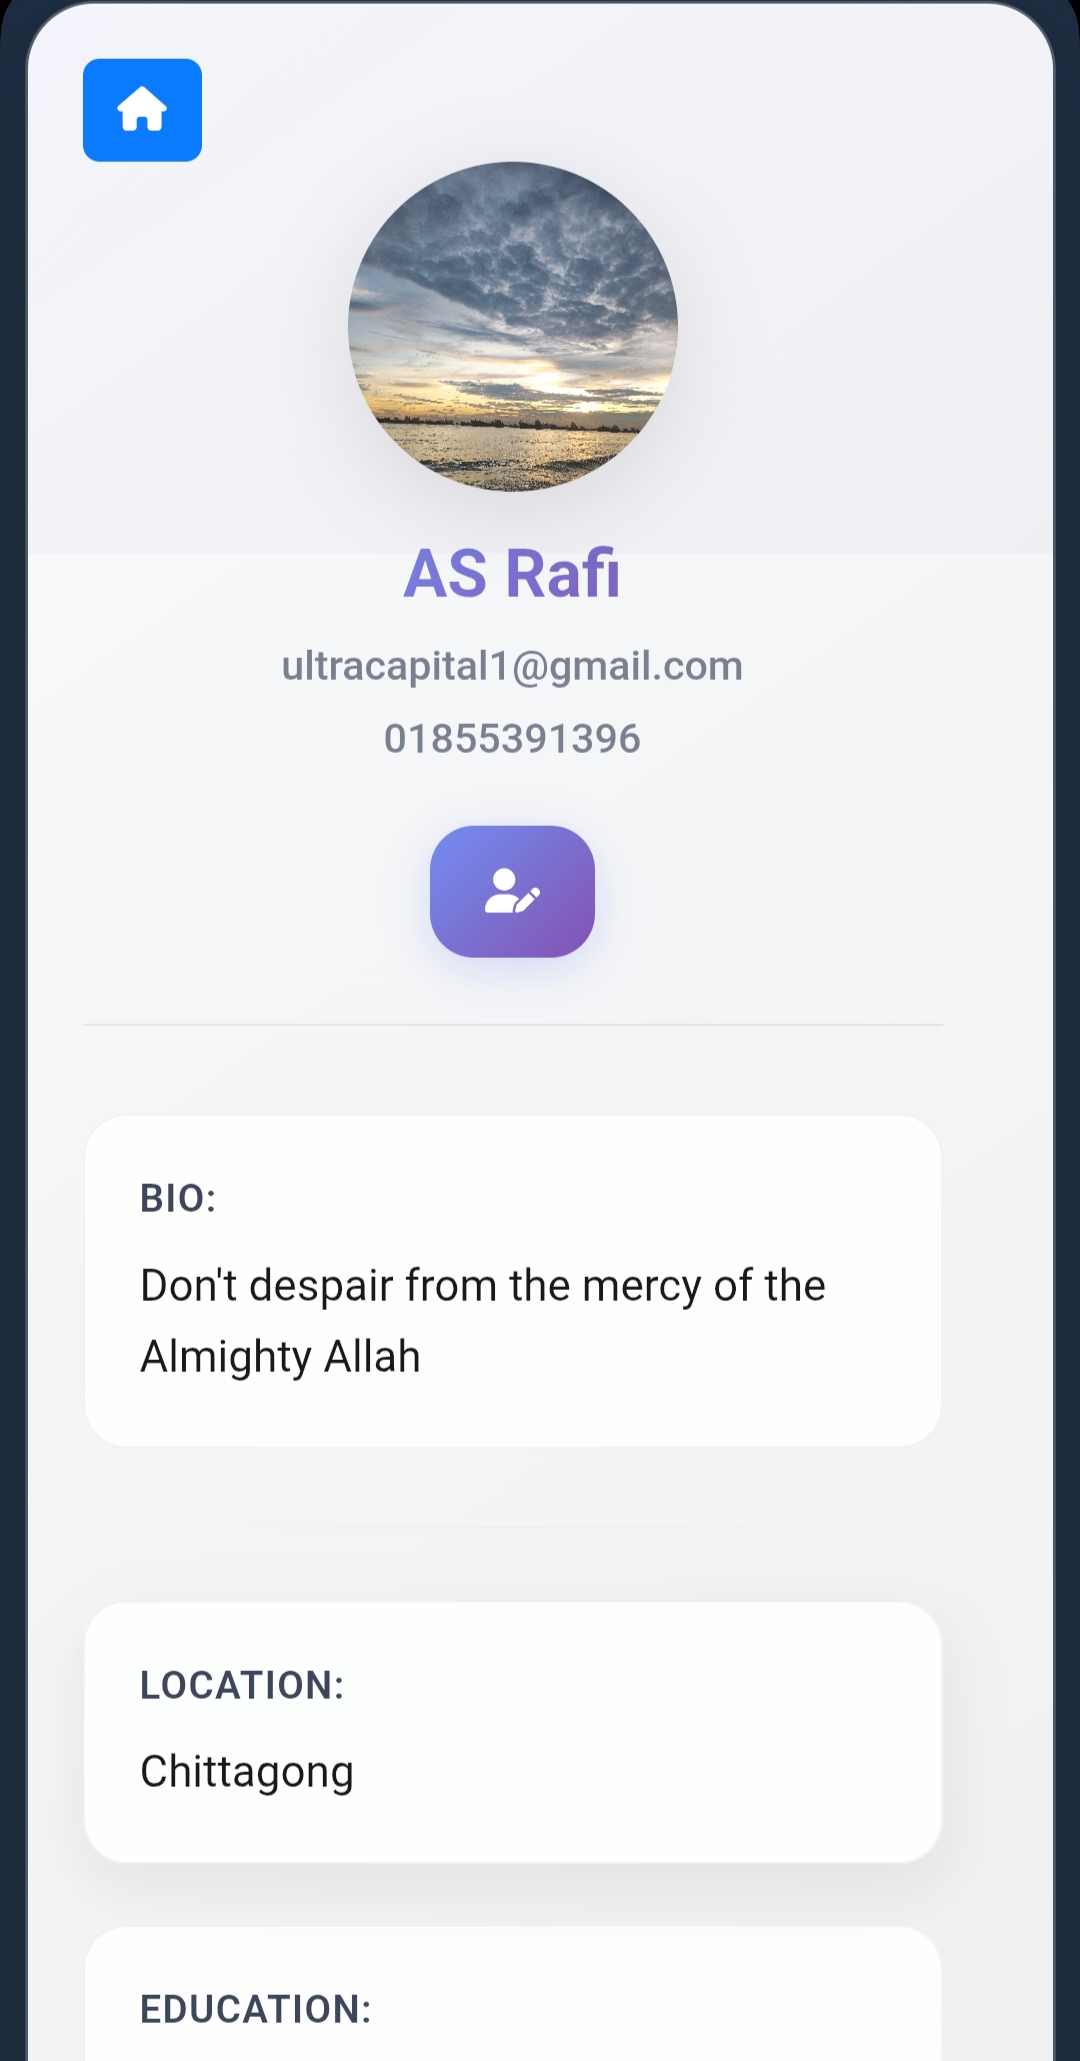 AS Rafi
ultracapital1@gmail.com
01855391396
BIO:
Don't despair from the mercy of the
Almighty Allah
LOCATION:
Chittagong
EDUCATION: